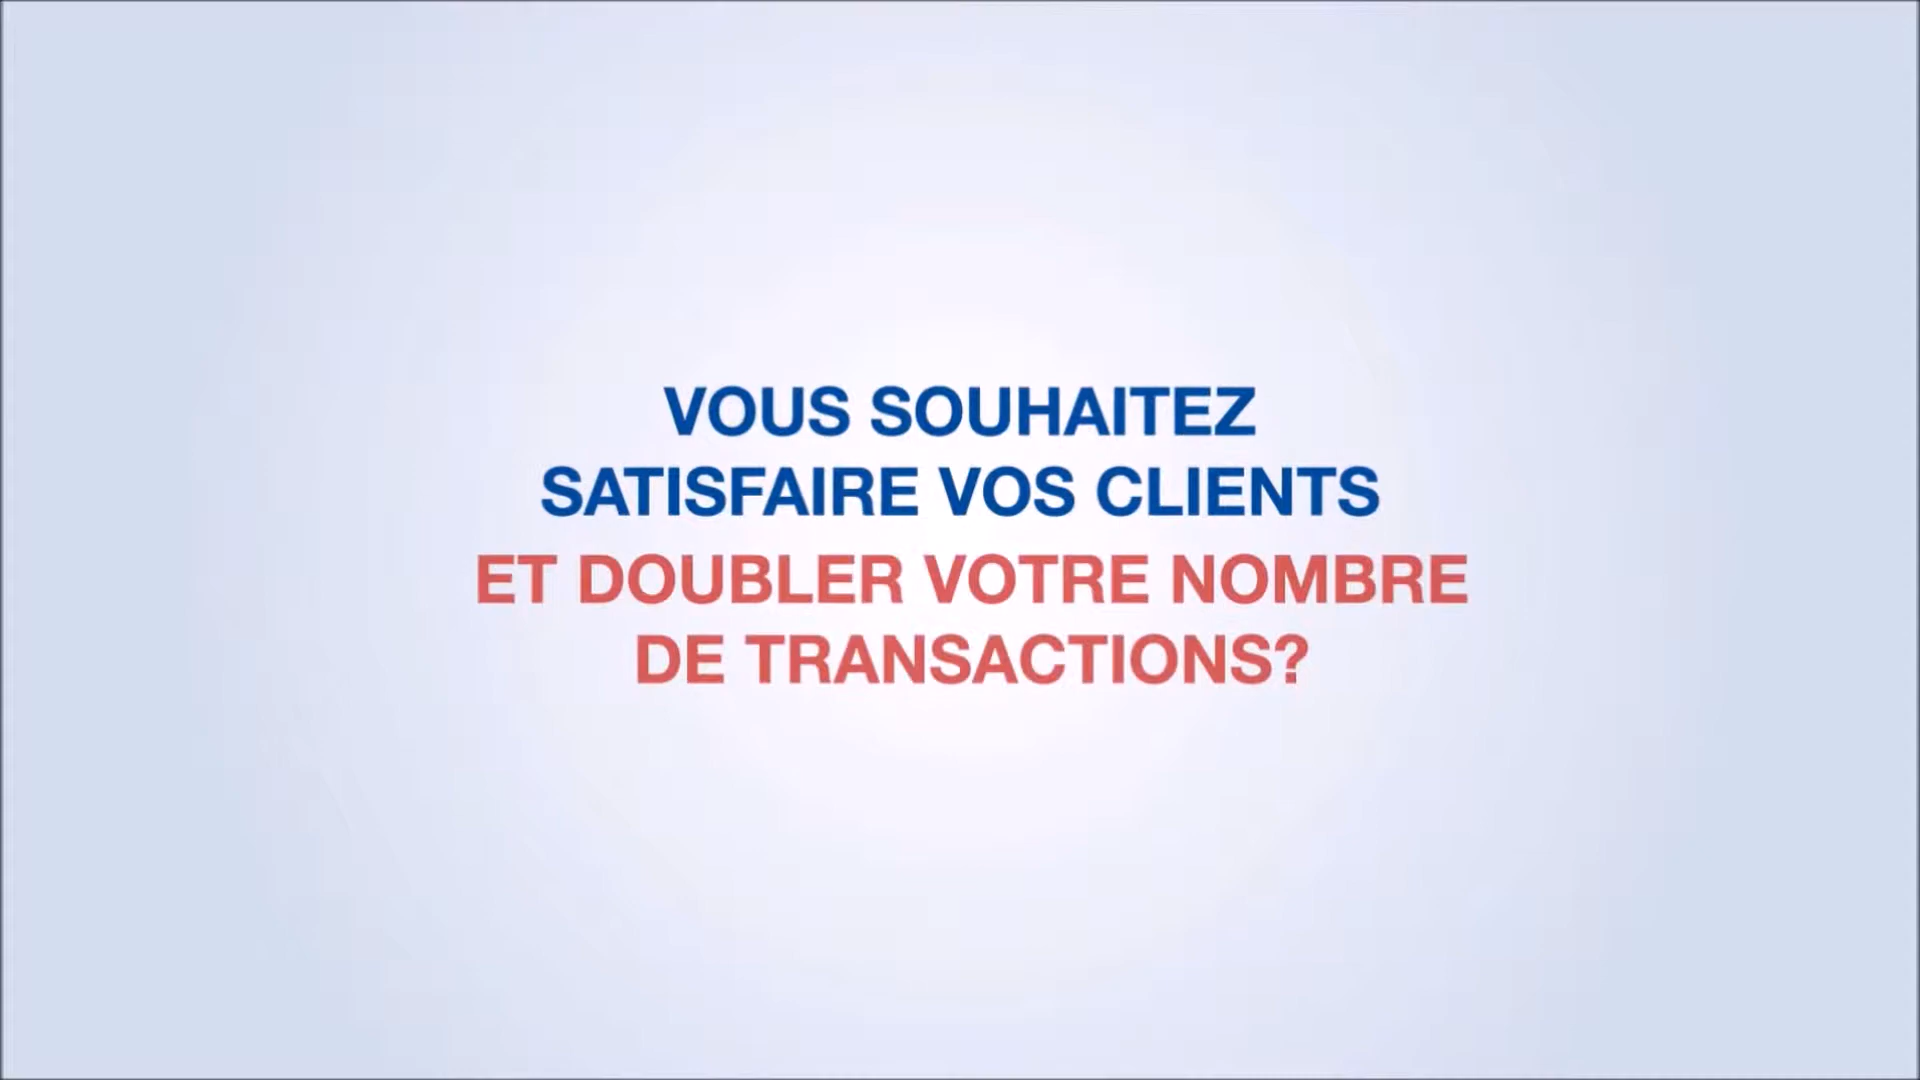 VOUS SOUHAITEZ
SATISFAIRE VOS CLIENTS
ET DOUBLER VOTRE NOMBRE
DE TRANSACTIONS?